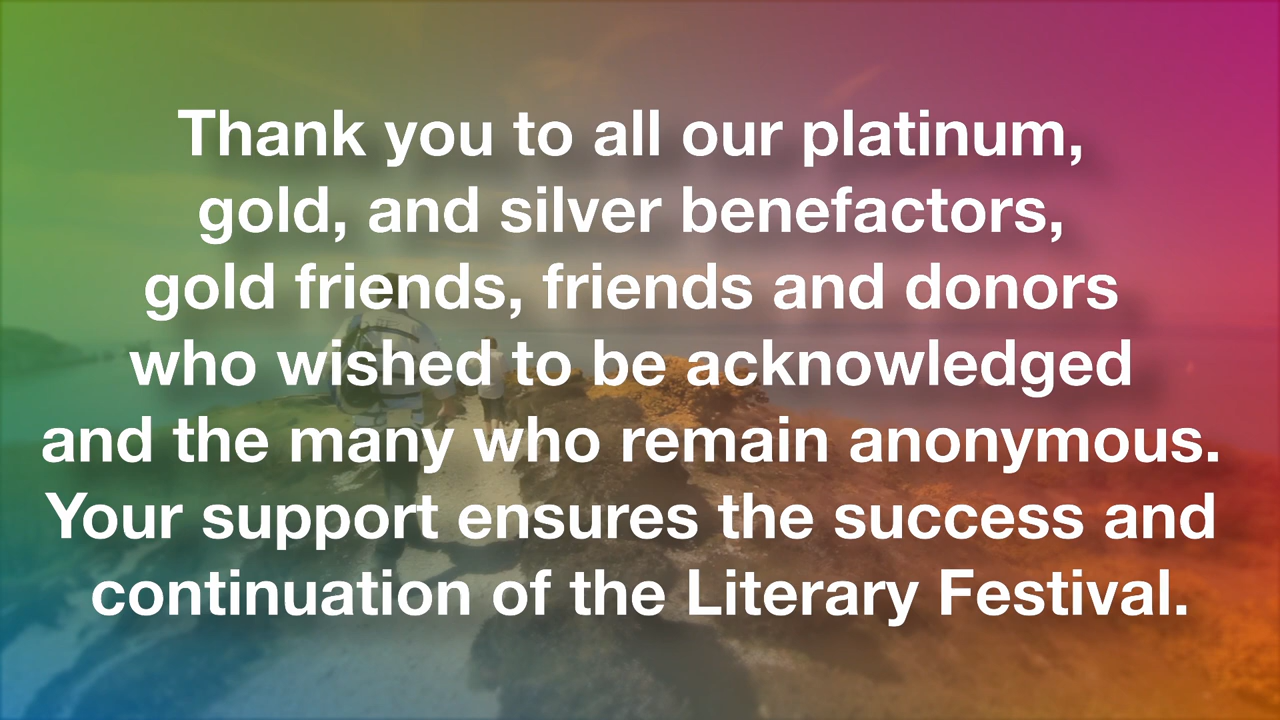 Thank you to all our platinum,
gold, and silver benefactors,
gold friends, friends and donors
who wished to be acknowledged
and the many who remain anonymous.
Your support ensures the success and
continuation of the Literary Festival.